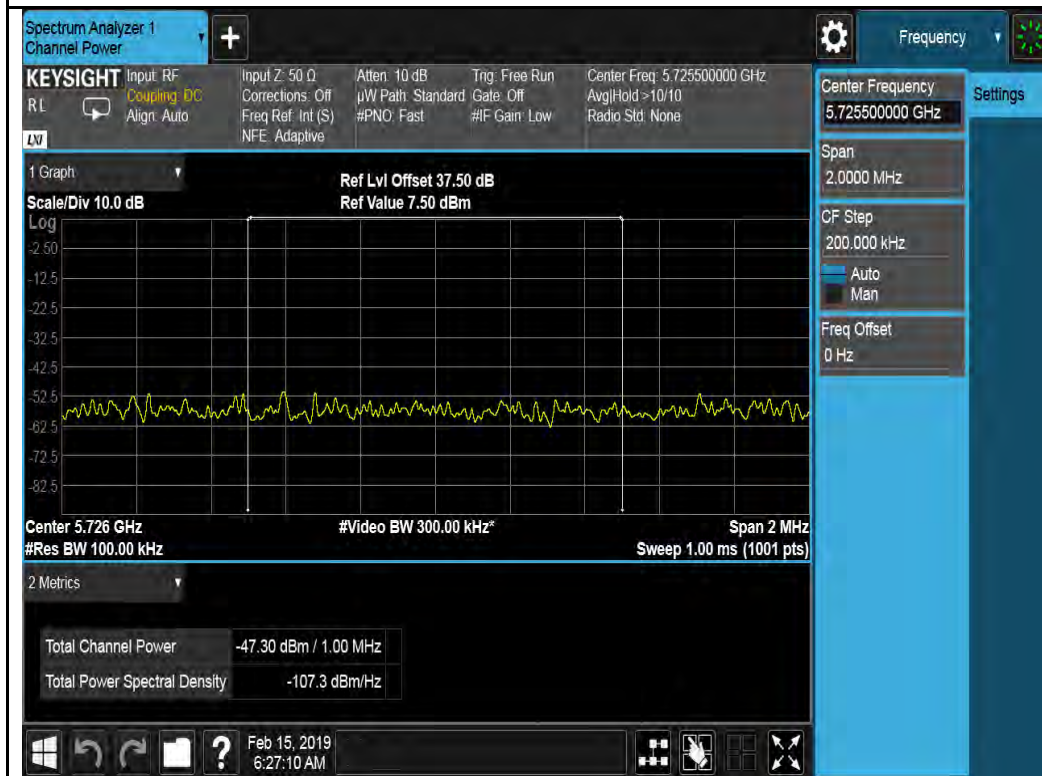 Spectrum Analyzer 1
Channel Power
+
Frequency
KEYSIGHT
RL
LXI
Input: RF
Coupling: DC
Align: Auto
Input Z: 50 Ω
Corrections: Off
Freq Ref: Int (S)
NFE: Adaptive
Atten: 10 dB
µW Path: Standard
#PNO: Fast
Trig: Free Run
Gate: Off
#IF Gain: Low
Center Freq: 5.725500000 GHz
Avg|Hold >10/10
Radio Std: None
Center Frequency
5.725500000 GHz
Settings
Span
2.0000 MHz
CF Step
200.000 kHz
Auto
Man
Freq Offset
0 Hz
1 Graph
Scale/Div 10.0 dB
Ref Lvl Offset 37.50 dB
Ref Value 7.50 dBm
Log
-2.50
-12.5
-22.5
-32.5
-42.5
-52.5
-62.5
-72.5
-82.5
Center 5.726 GHz
#Video BW 300.00 kHz*
Span 2 MHz
#Res BW 100.00 kHz
Sweep 1.00 ms (1001 pts)
2 Metrics
Total Channel Power -47.30 dBm / 1.00 MHz
Total Power Spectral Density -107.3 dBm/Hz
?
Feb 15, 2019
6:27:10 AM